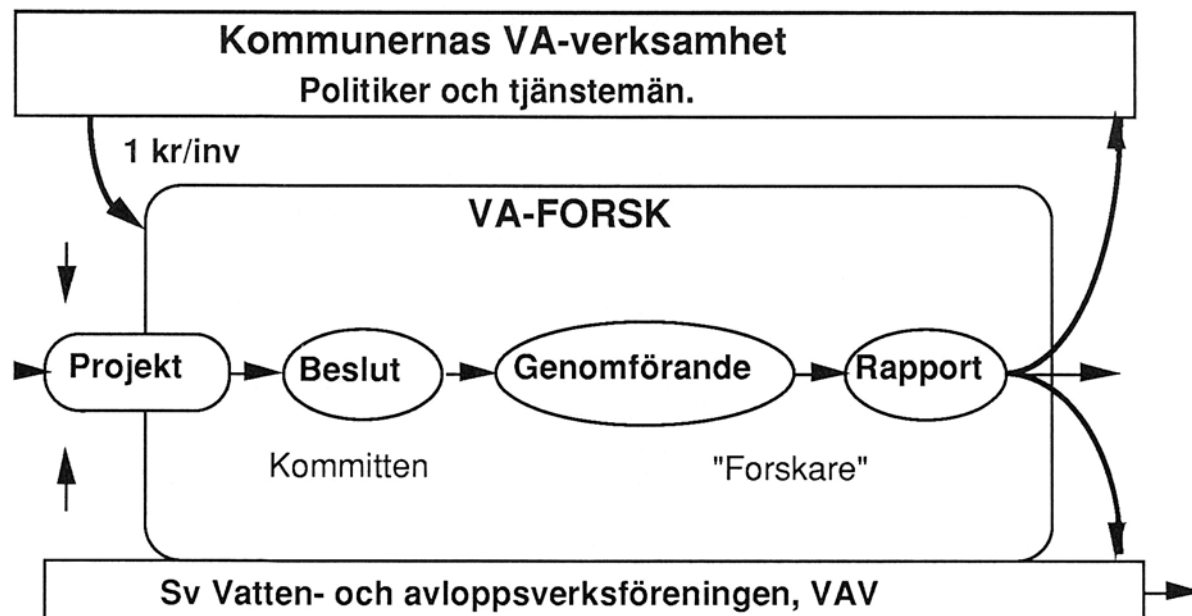 Kommunernas VA-verksamhet
Politiker och tjänstemän.
1 kr/inv
VA-FORSK
Projekt
Beslut
Genomförande
Rapport
Kommitten
"Forskare"
Sv Vatten- och avloppsverksföreningen, VAV